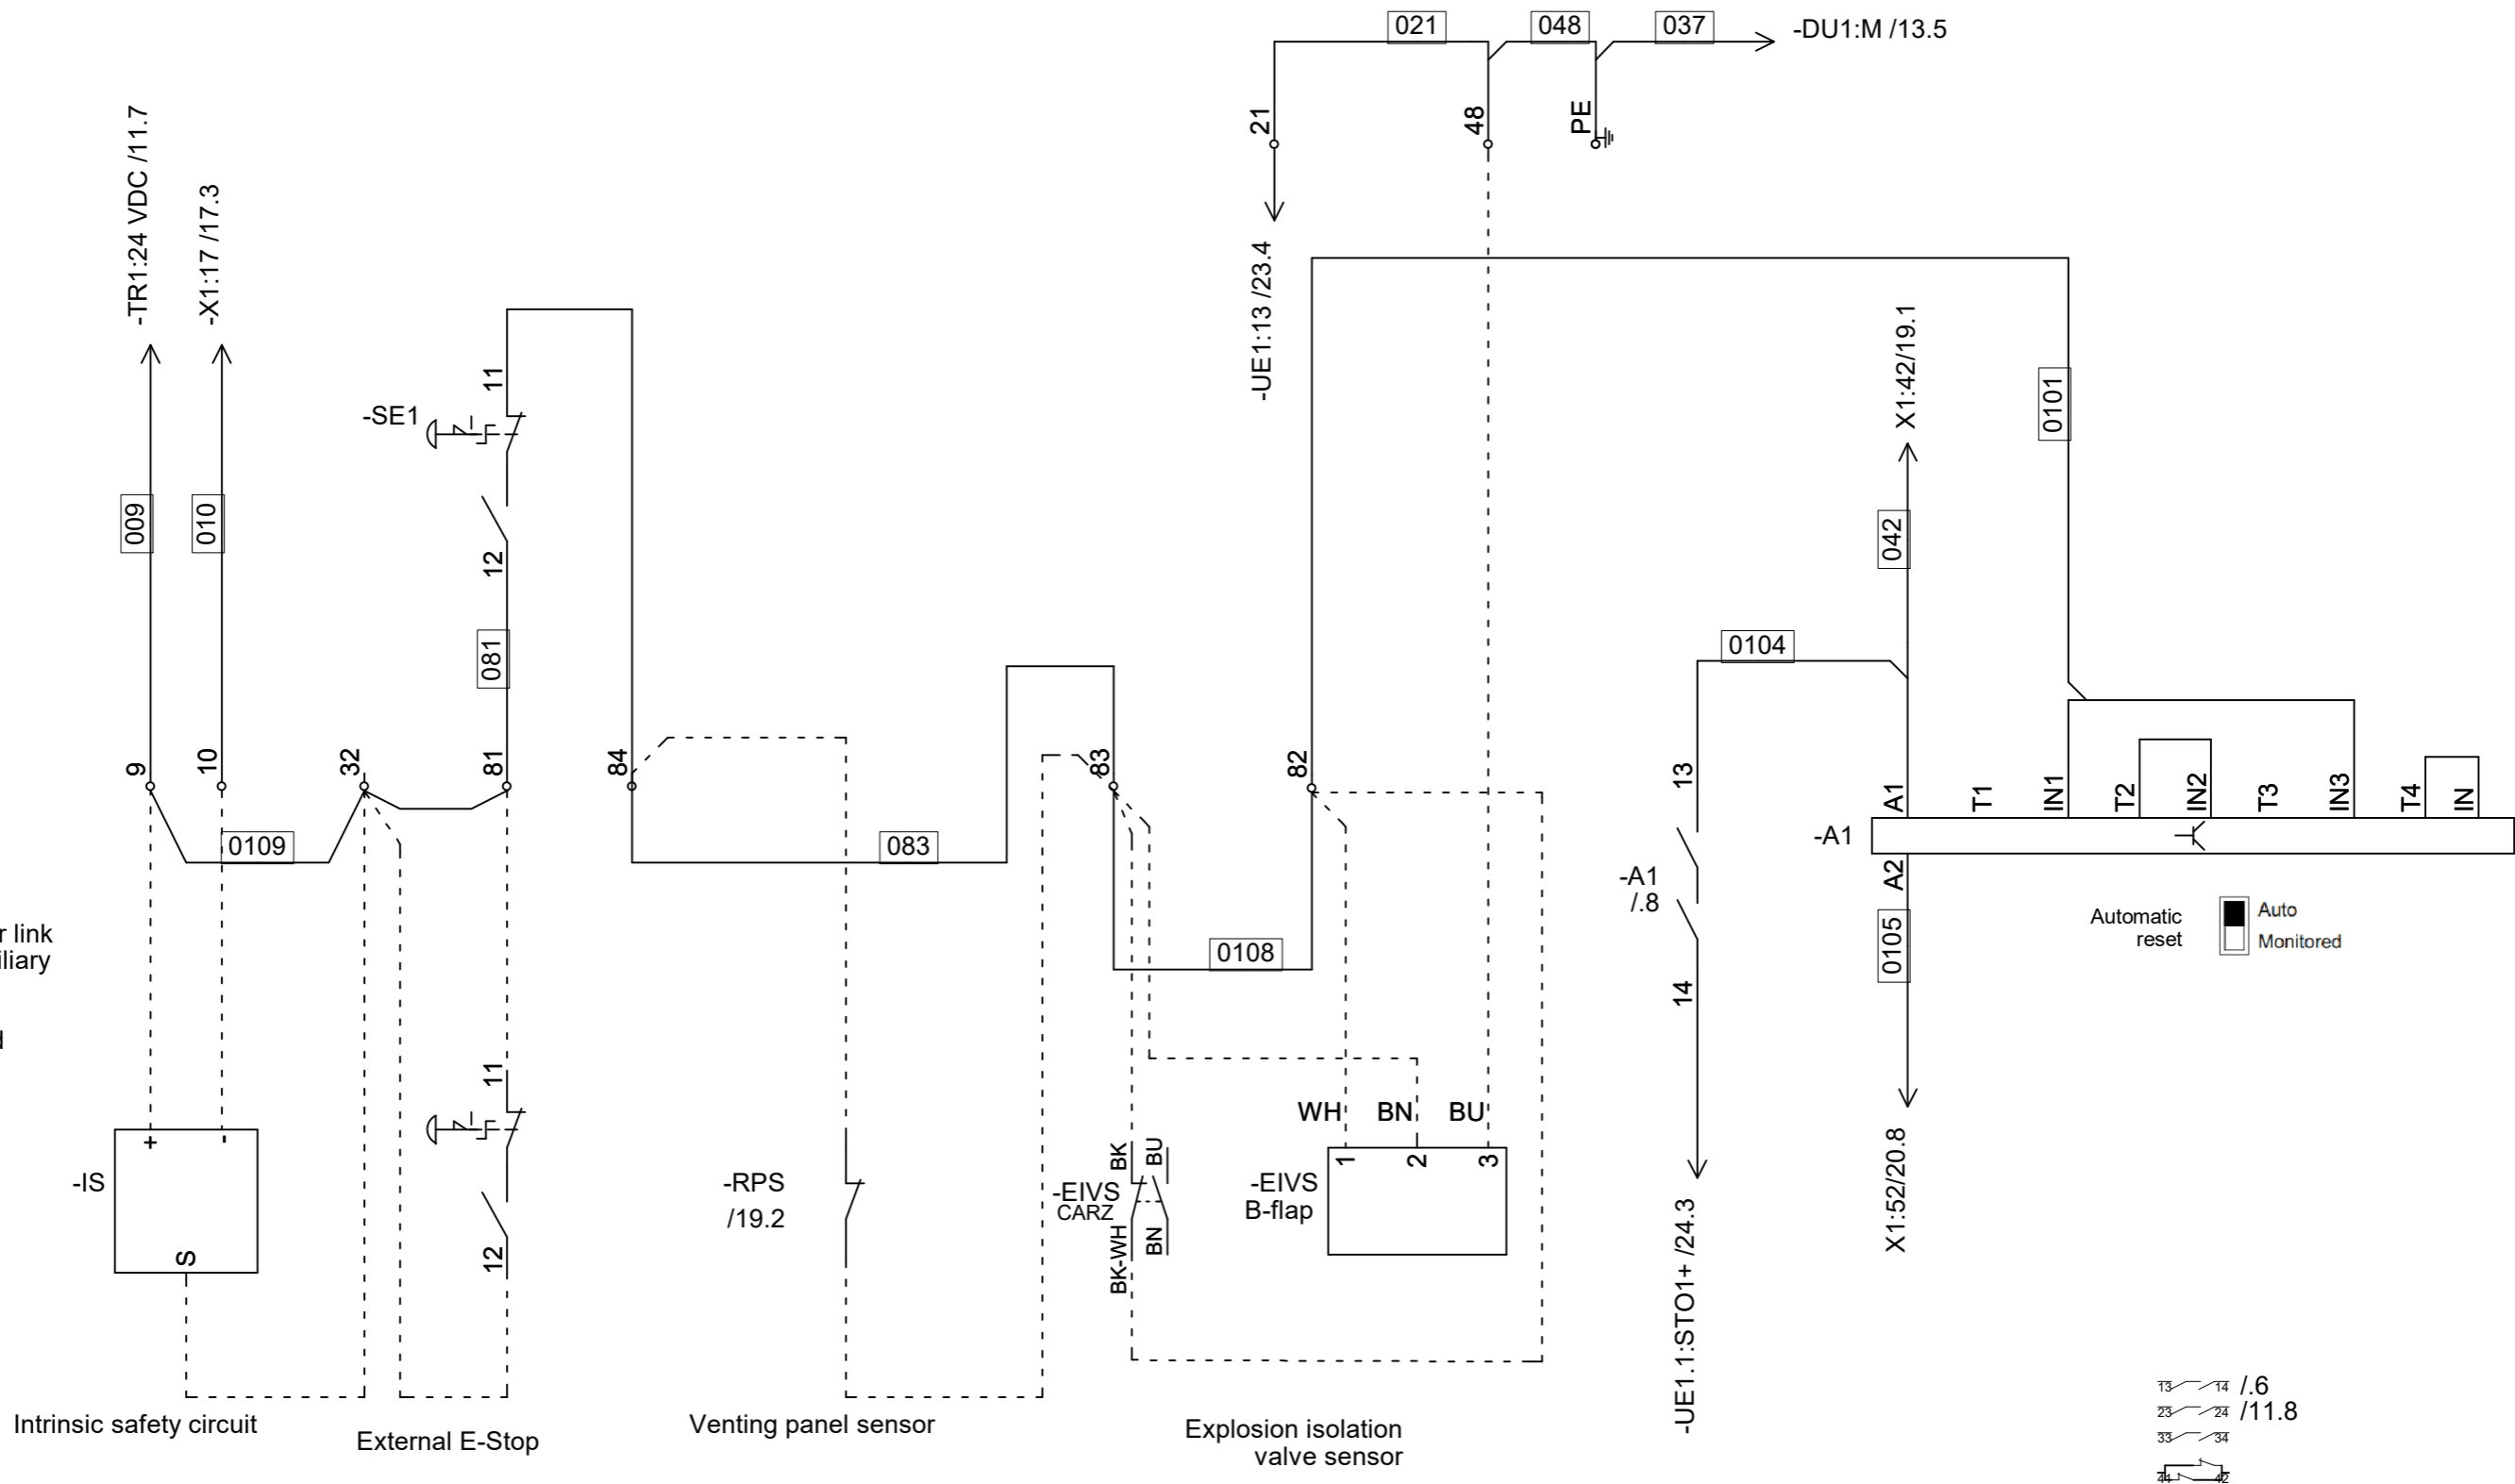 021
048
037
-DU1:M /13.5
-TR1:24 VDC /11.7
-X1:17 /17.3
21
48
PE
-UE1:13 /23.4
X1:42/19.1
11
-SE1
0101
009
010
12
042
081
0104
9
10
32
81
84
83
82
13
A1
T1
IN1
T2
IN2
T3
IN3
T4
IN
0109
083
-A1
-A1
/.8
A2
r link
iliary
0108
Automatic
reset
Auto
Monitored
0105
14
11
+
-
-IS
S
12
-RPS
/19.2
WH
BN
BU
BK
BU
-EIVS
CARZ
BK-WH
BN
1
2
3
-EIVS
B-flap
-UE1.1:STO1+ /24.3
X1:52/20.8
Intrinsic safety circuit
External E-Stop
Venting panel sensor
Explosion isolation
valve sensor
13 14 /.6
23 24 /11.8
33 34
41 42